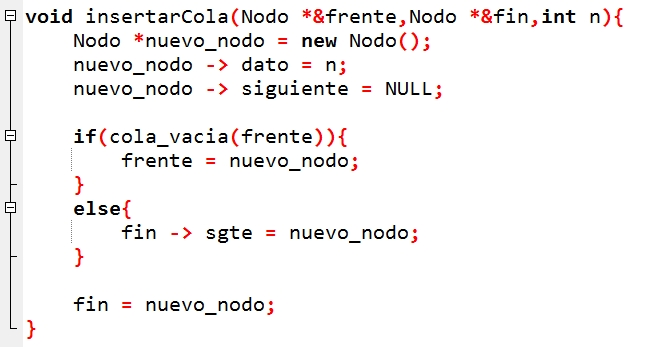 void insertarCola(Nodo *&frente,Nodo *&fin,int n){
    Nodo *nuevo_nodo = new Nodo();
    nuevo_nodo -> dato = n;
    nuevo_nodo -> siguiente = NULL;

    if(cola_vacia(frente)){
        frente = nuevo_nodo;
    }
    else{
        fin -> sgte = nuevo_nodo;
    }

    fin = nuevo_nodo;
}